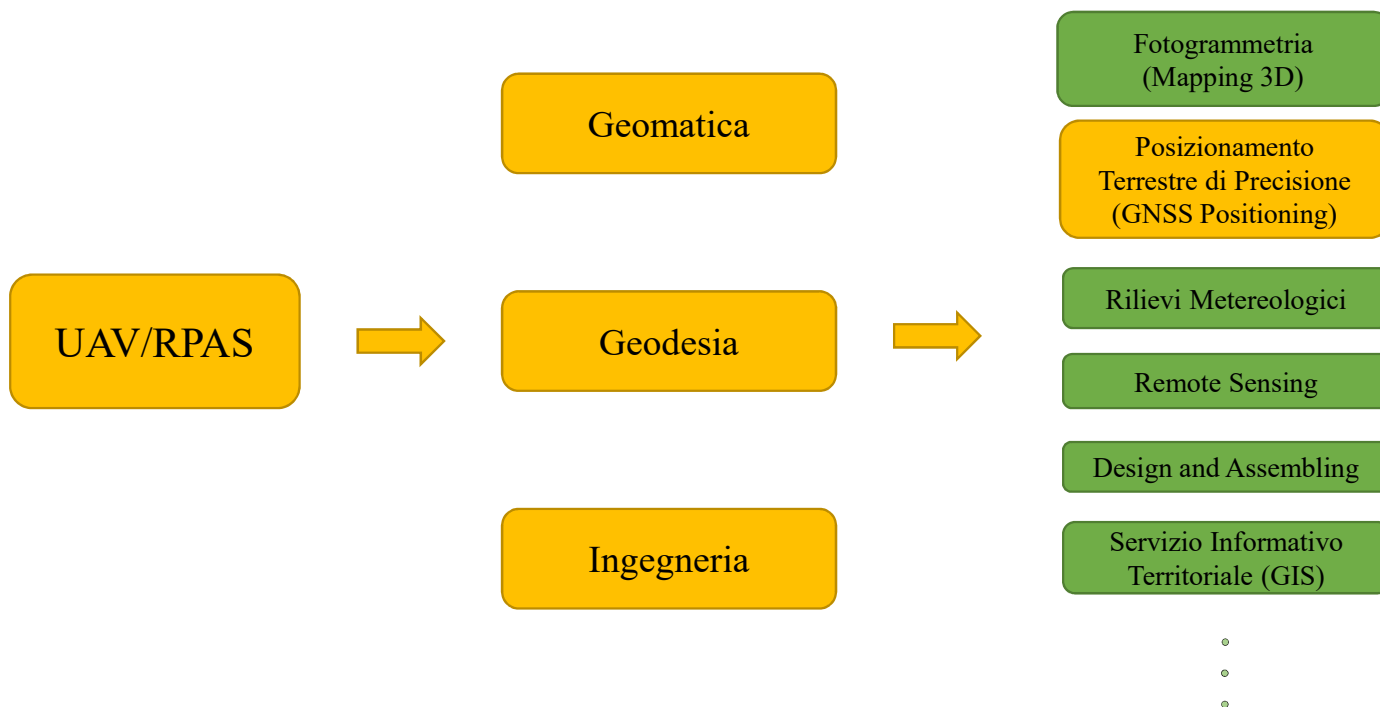 UAV/RPAS
Geomatica
Geodesia
Ingegneria
Fotogrammetria
(Mapping 3D)
Posizionamento
Terrestre di Precisione
(GNSS Positioning)
Rilievi Metereologici
Remote Sensing
Design and Assembling
Servizio Informativo
Territoriale (GIS)